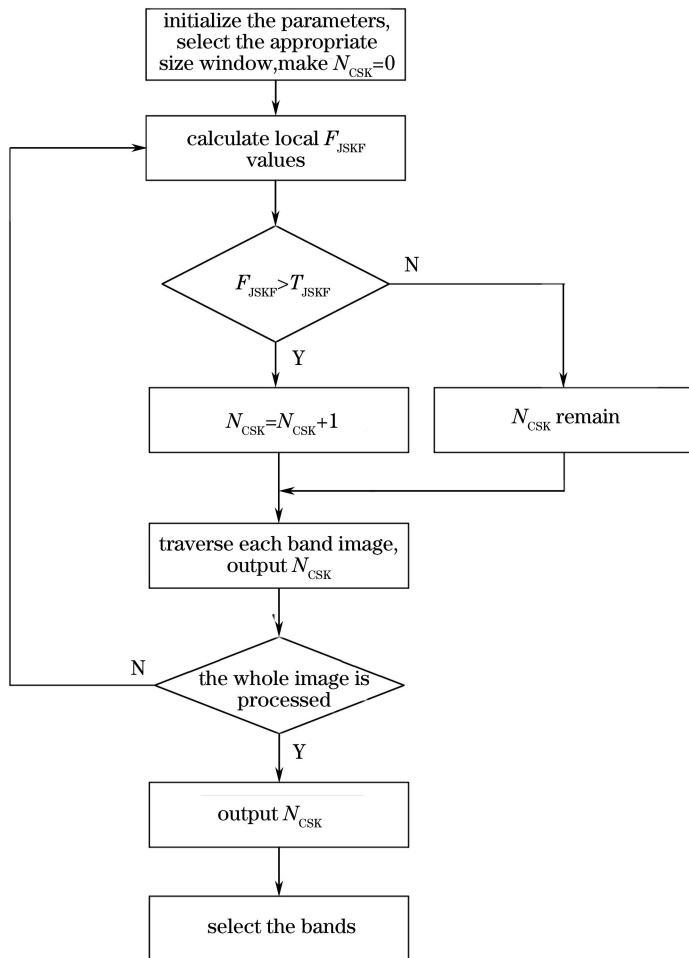 initialize the parameters,
select the appropriate
size window,make N_CSK=0
calculate local F_JSKF
values
F_JSKF>T_JSKF
N
Y
N_CSK=N_CSK+1
N_CSK remain
traverse each band image,
output N_CSK
N
the whole image is
processed
Y
output N_CSK
select the bands